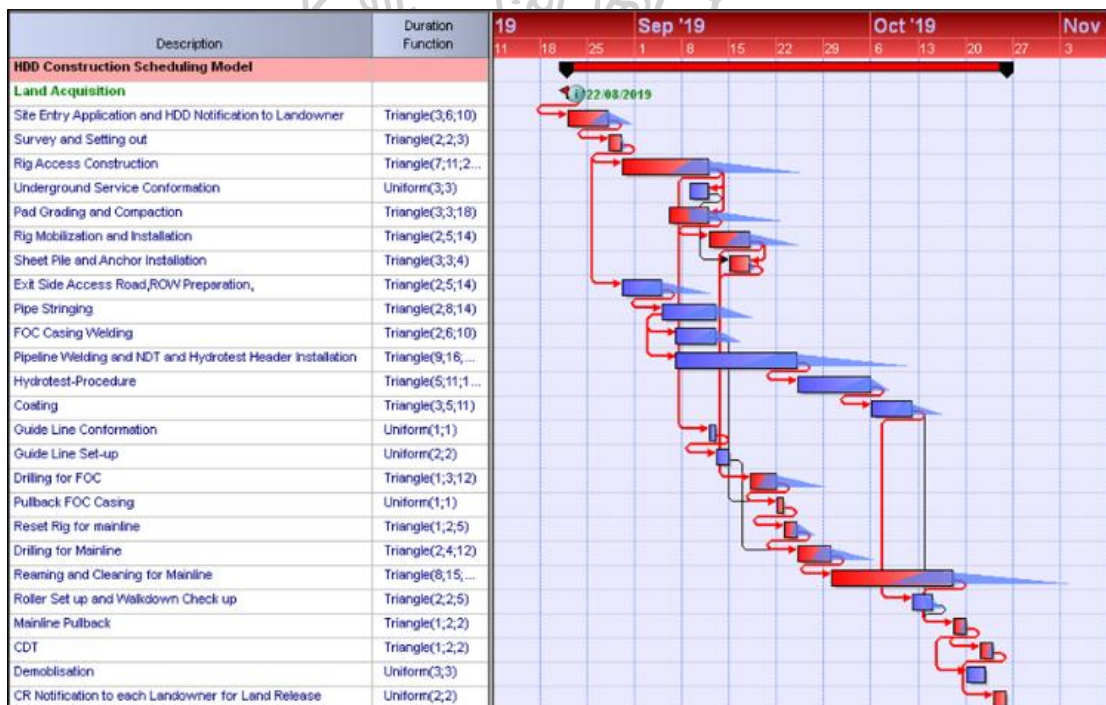 Description Duration Function 19 Sep '19 Oct '19 Nov
11 18 25 1 8 15 22 29 6 13 20 27 3
HDD Construction Scheduling Model
Land Acquisition 22/08/2019
Site Entry Application and HDD Notification to Landowner Triangle(3;6;10)
Survey and Setting out Triangle(2;2;3)
Rig Access Construction Triangle(7;11;2...
Underground Service Conformation Uniform(3;3)
Pad Grading and Compaction Triangle(3;3;18)
Rig Mobilization and Installation Triangle(2;5;14)
Sheet Pile and Anchor Installation Triangle(3;3;4)
Exit Side Access Road,ROW Preparation, Triangle(2;5;14)
Pipe Stringing Triangle(2;8;14)
FOC Casing Welding Triangle(2;6;10)
Pipeline Welding and NDT and Hydrotest Header Installation Triangle(9;16;...
Hydrotest-Procedure Triangle(5;11;1...
Coating Triangle(3;5;11)
Guide Line Conformation Uniform(1;1)
Guide Line Set-up Uniform(2;2)
Drilling for FOC Triangle(1;3;12)
Pullback FOC Casing Uniform(1;1)
Reset Rig for mainline Triangle(1;2;5)
Drilling for Mainline Triangle(2;4;12)
Reaming and Cleaning for Mainline Triangle(8;15;...
Roller Set up and Walkdown Check up Triangle(2;2;5)
Mainline Pullback Triangle(1;2;2)
CDT Triangle(1;2;2)
Demoblisation Uniform(3;3)
CR Notification to each Landowner for Land Release Uniform(2;2)